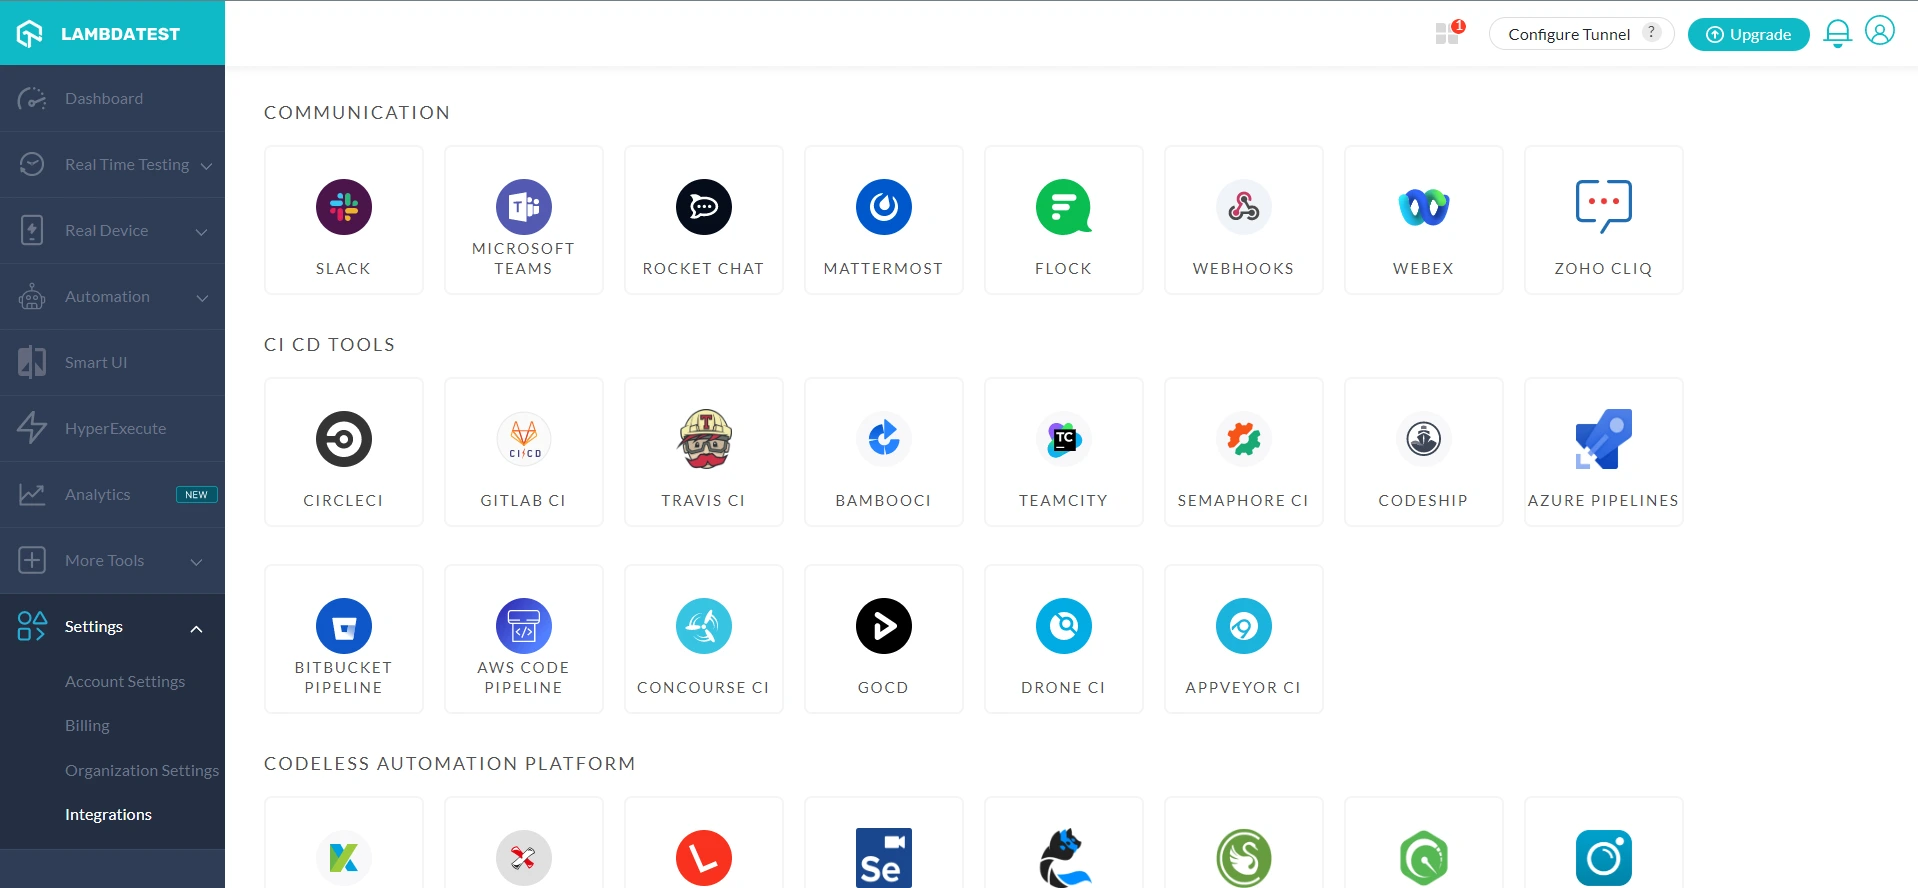 LAMBDATEST
1
Configure Tunnel ?
Upgrade
Dashboard
Real Time Testing
Real Device
Automation
Smart UI
HyperExecute
Analytics NEW
More Tools
Settings
Account Settings
Billing
Organization Settings
Integrations
COMMUNICATION
SLACK
MICROSOFT
TEAMS
ROCKET CHAT
MATTERMOST
FLOCK
WEBHOOKS
WEBEX
ZOHO CLIQ
CI CD TOOLS
CIRCLECI
CI CD
GITLAB CI
T
TRAVIS CI
BAMBOOCI
TC
TEAMCITY
SEMAPHORE CI
CODESHIP
AZURE PIPELINES
BITBUCKET
PIPELINE
AWS CODE
PIPELINE
CONCOURSE CI
GOCD
DRONE CI
APPVEYOR CI
CODELESS AUTOMATION PLATFORM
Se